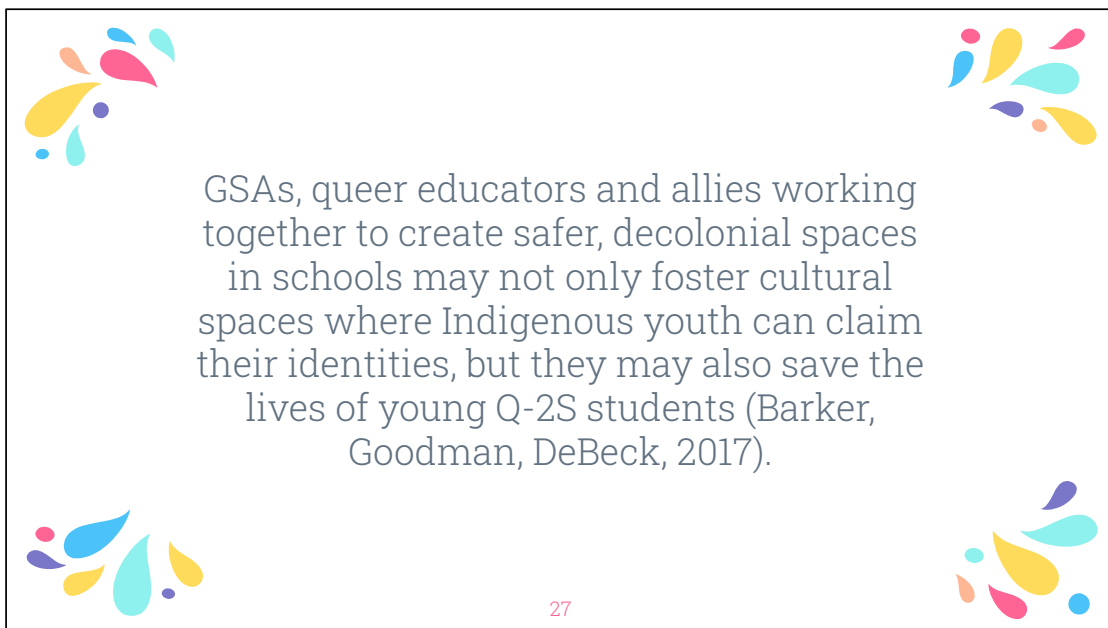 GSAs, queer educators and allies working
together to create safer, decolonial spaces
in schools may not only foster cultural
spaces where Indigenous youth can claim
their identities, but they may also save the
lives of young Q-2S students (Barker,
Goodman, DeBeck, 2017).
27